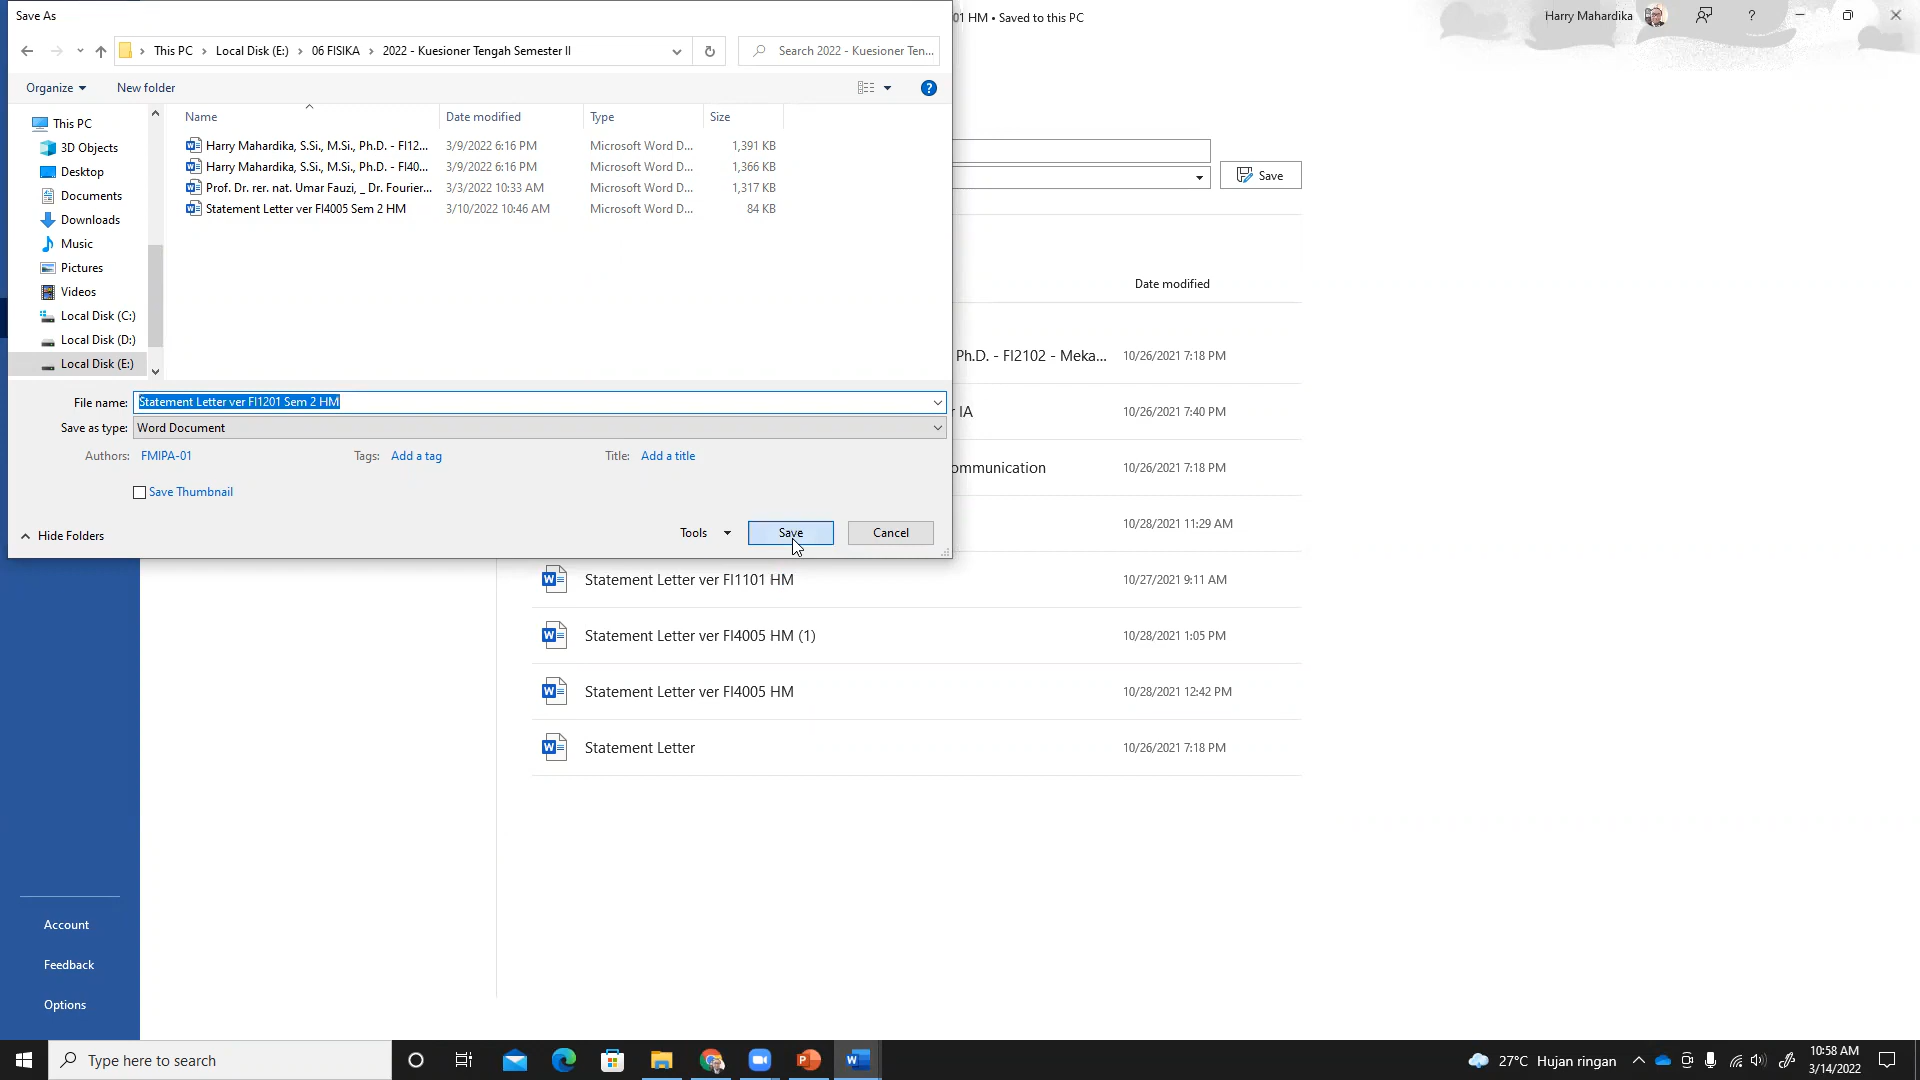 Save As
01 HM • Saved to this PC
Harry Mahardika
This PC > Local Disk (E:) > 06 FISIKA > 2022 - Kuesioner Tengah Semester II
Search 2022 - Kuesioner Ten...
Organize
New folder
Name
Date modified
Type
Size
Harry Mahardika, S.Si., M.Si., Ph.D. - FI12... 3/9/2022 6:16 PM Microsoft Word D... 1,391 KB
Harry Mahardika, S.Si., M.Si., Ph.D. - FI40... 3/9/2022 6:16 PM Microsoft Word D... 1,366 KB
Prof. Dr. rer. nat. Umar Fauzi, _ Dr. Fourier... 3/3/2022 10:33 AM Microsoft Word D... 1,317 KB
Statement Letter ver FI4005 Sem 2 HM 3/10/2022 10:46 AM Microsoft Word D... 84 KB
This PC
3D Objects
Desktop
Documents
Downloads
Music
Pictures
Videos
Local Disk (C:)
Local Disk (D:)
Local Disk (E:)
File name: Statement Letter ver FI1201 Sem 2 HM
Save as type: Word Document
Authors: FMIPA-01
Tags: Add a tag
Title: Add a title
Save Thumbnail
Hide Folders
Tools
Save
Cancel
Save
Date modified
Ph.D. - FI2102 - Meka... 10/26/2021 7:18 PM
r IA 10/26/2021 7:40 PM
ommunication 10/26/2021 7:18 PM
10/28/2021 11:29 AM
Statement Letter ver FI1101 HM 10/27/2021 9:11 AM
Statement Letter ver FI4005 HM (1) 10/28/2021 1:05 PM
Statement Letter ver FI4005 HM 10/28/2021 12:42 PM
Statement Letter 10/26/2021 7:18 PM
Account
Feedback
Options
Type here to search
27°C Hujan ringan
10:58 AM
3/14/2022